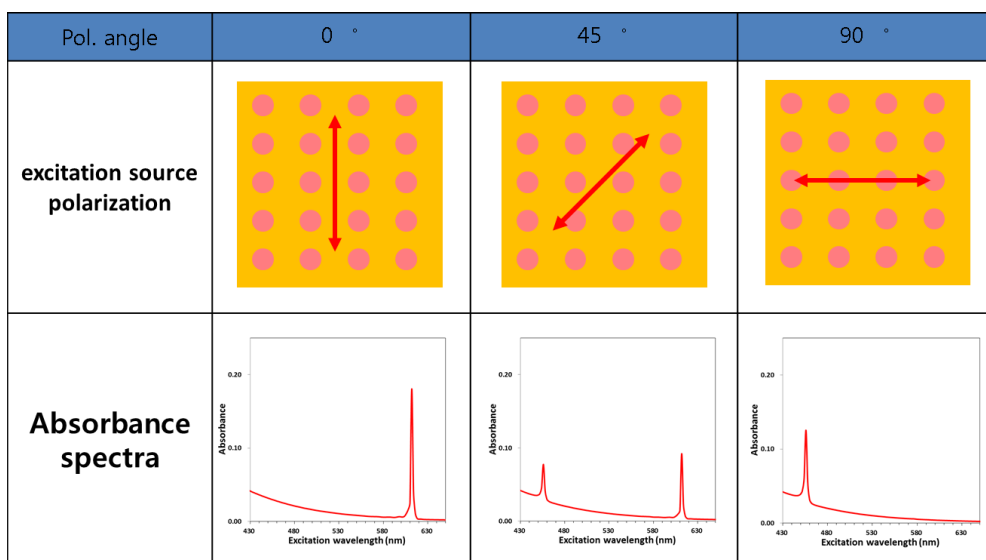 Pol. angle
0 °
45 °
90 °
excitation source
polarization
Absorbance
spectra
Absorbance
0.20
0.10
0.00
430
480
530
580
630
Excitation wavelength (nm)
Absorbance
0.20
0.10
0.00
430
480
530
580
630
Excitation wavelength (nm)
Absorbance
0.20
0.10
0.00
430
480
530
580
630
Excitation wavelength (nm)